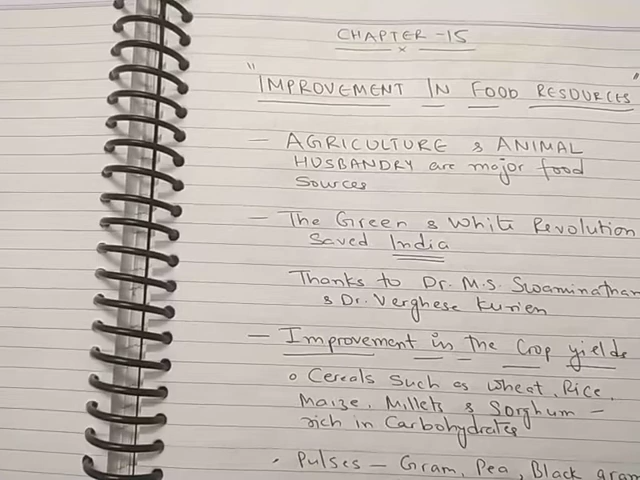 CHAPTER - 15
"IMPROVEMENT IN FOOD RESOURCES"
- AGRICULTURE & ANIMAL
HUSBANDRY are major food
Sources
- The Green & White Revolution
Saved India
Thanks to Dr. M.S. Swaminathan
& Dr. Verghese Kurien
- Improvement in the Crop yields
o Cereals Such as Wheat, Rice,
Maize, Millets & Sorghum -
rich in Carbohydrates
• Pulses - Gram, Pea, Black gram